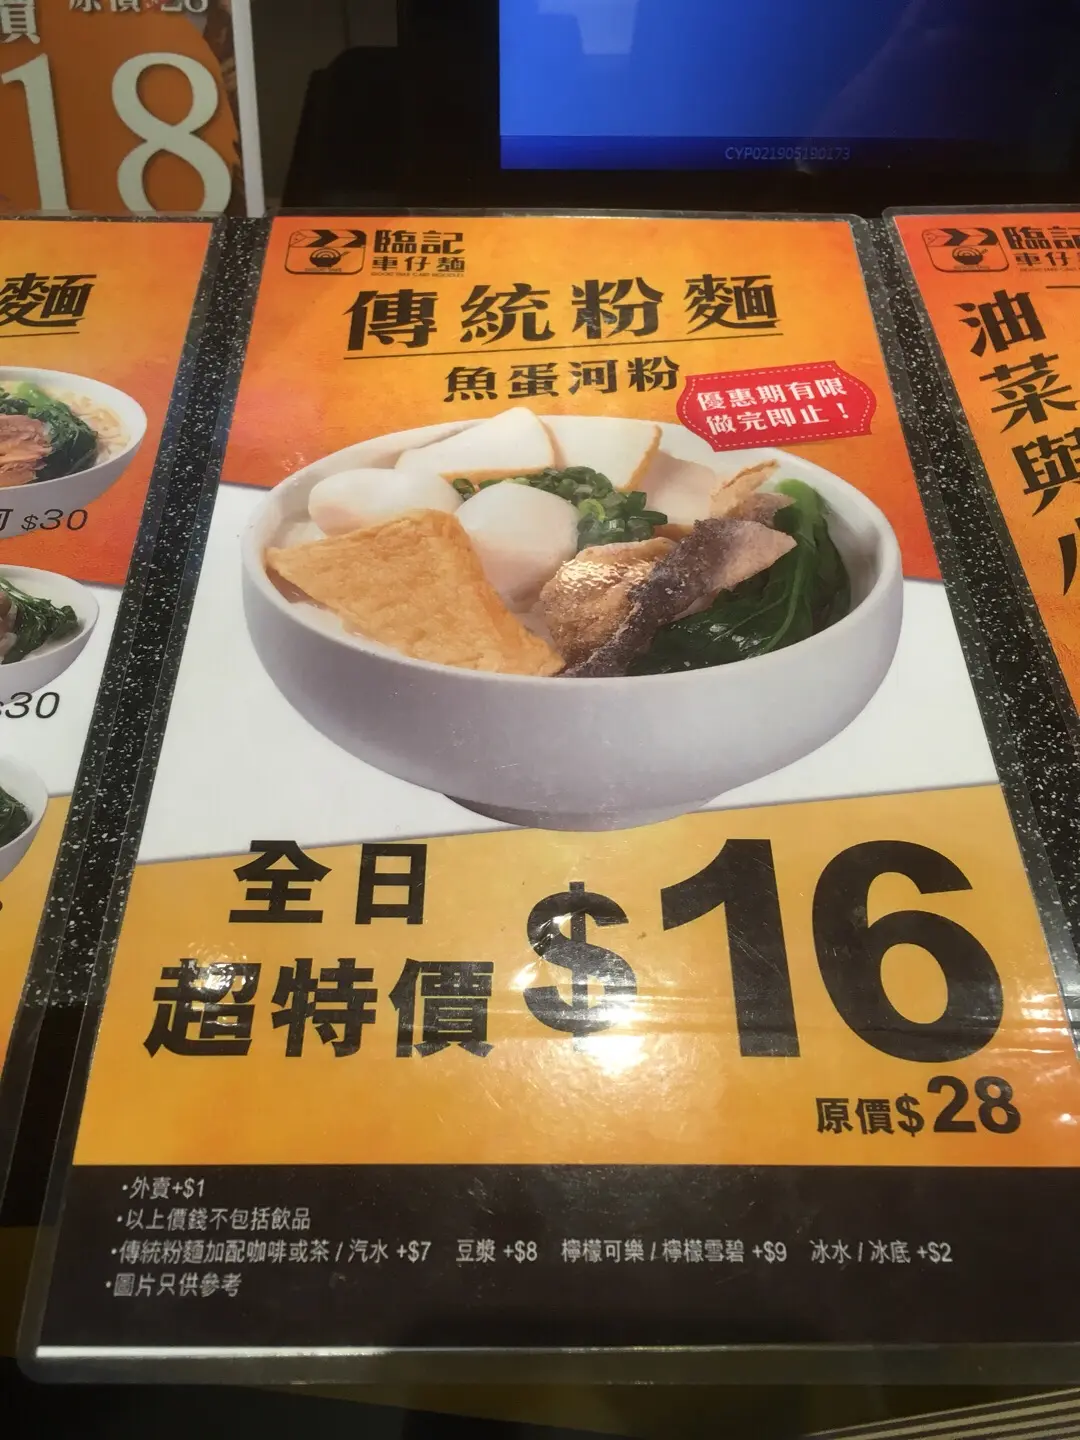 18
CYP021905190173
臨記
車仔麵
傳統粉麵
魚蛋河粉
優惠期有限
做完即止！
全日
超特價 $16
原價$28
·外賣+$1
·以上價錢不包括飲品
·傳統粉麵加配咖啡或茶 / 汽水 +$7 豆漿 +$8 檸檬可樂 / 檸檬雪碧 +$9 冰水 / 冰底 +$2
·圖片只供參考
麵
$30
$30
臨記
車仔麵
油菜與